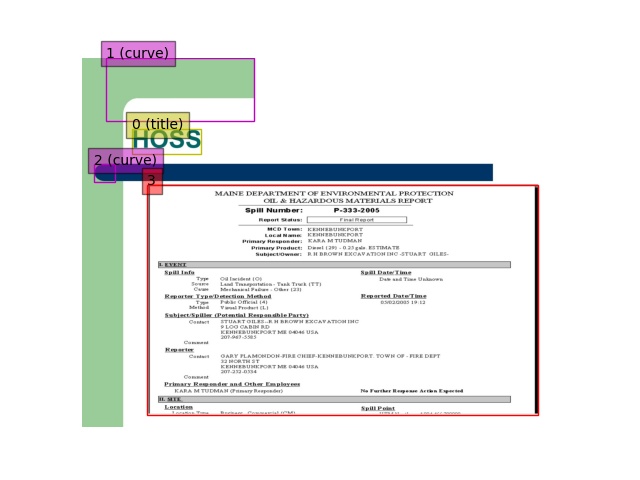 1 (curve)
0 (title)
HOSS
2 (curve)
3
MAINE DEPARTMENT OF ENVIRONMENTAL PROTECTION
OIL & HAZARDOUS MATERIALS REPORT
Spill Number: P-333-2005
Report Status: Final Report
MCD Town: KENNEBUNKPORT
Local Name: KENNEBUNKPORT
Primary Responder: KARA M TUDMAN
Primary Product: Diesel (29) - 0.25 gals. ESTIMATE
Subject/Owner: R H BROWN EXCAVATION INC -STUART GILES-
I. EVENT
Spill Info Spill Date/Time
Type Oil Incident (O) Date and Time Unknown
Source Land Transportation - Tank Truck (TT)
Cause Mechanical Failure - Other (23)
Reporter Type/Detection Method Reported Date/Time
Type Public Official (4) 03/02/2005 19:12
Method Visual Product (L)
Subject/Spiller (Potential Responsible Party)
Contact STUART GILES -R H BROWN EXCAVATION INC
9 LOG CABIN RD
KENNEBUNKPORT ME 04046 USA
207-967-5505
Comment
Reporter
Contact GARY PLAMONDON-FIRE CHIEF-KENNEBUNKPORT. TOWN OF - FIRE DEPT
32 NORTH ST
KENNEBUNKPORT ME 04046 USA
207-252-0334
Comment
Primary Responder and Other Employees
KARA M TUDMAN (Primary Responder) No Further Response Action Expected
II. SITE
Location Spill Point
Location Type Business - Commercial (CM)